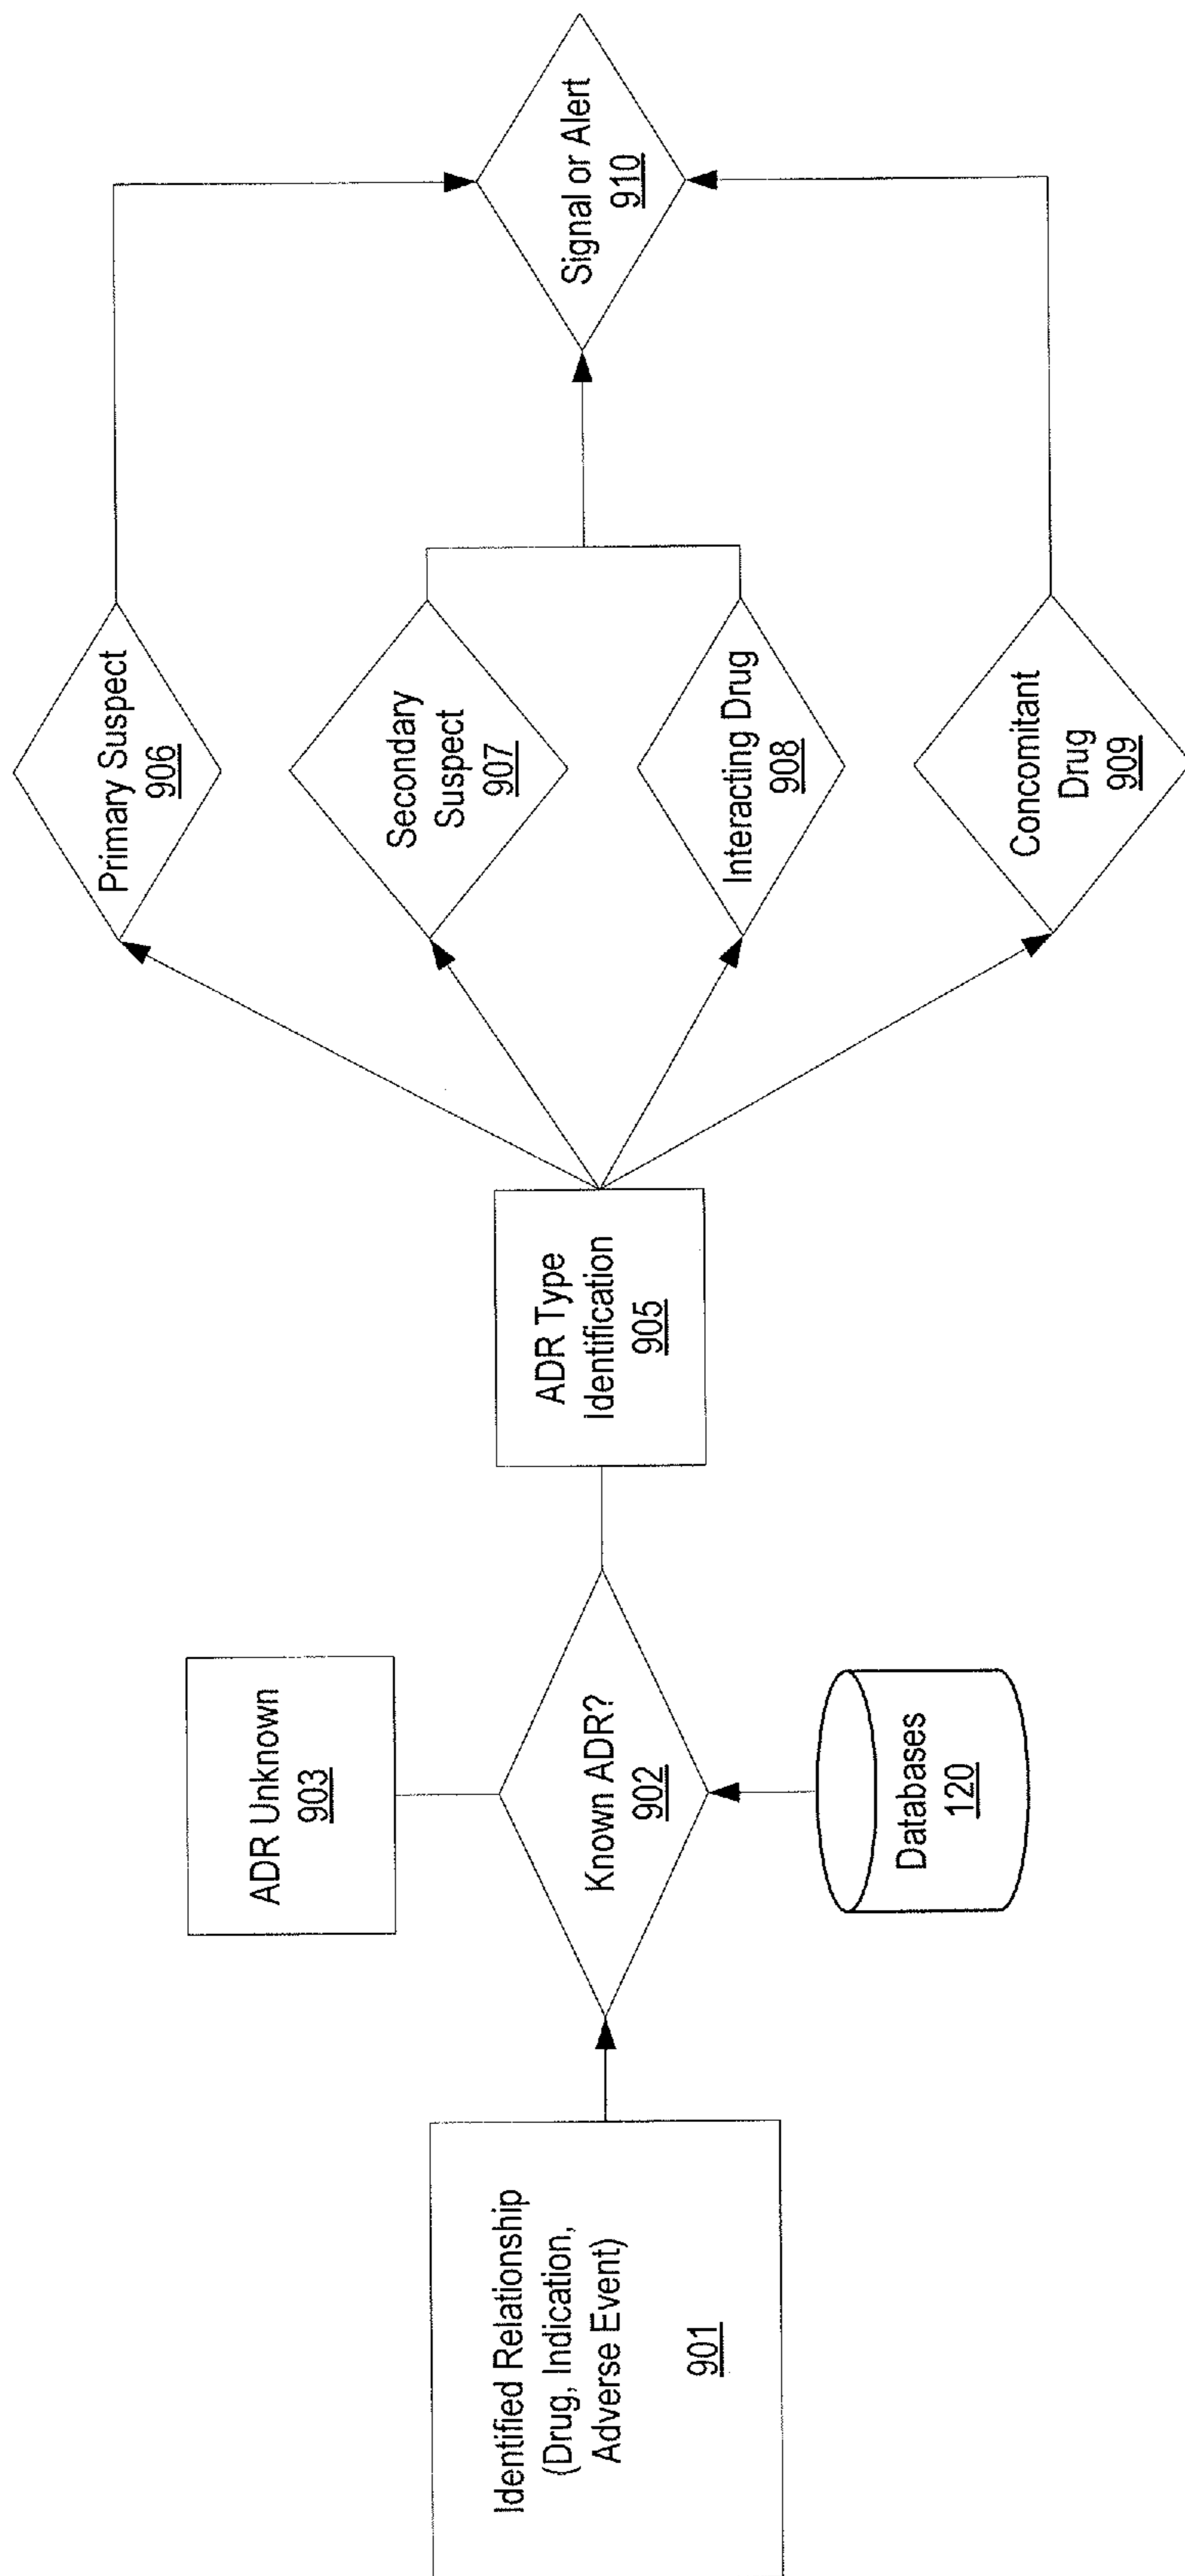 Identified Relationship
(Drug, Indication,
Adverse Event)
901
ADR Unknown
903
Known ADR?
902
Databases
120
ADR Type
Identification
905
Primary Suspect
906
Secondary
Suspect
907
Interacting Drug
908
Concomitant
Drug
909
Signal or Alert
910